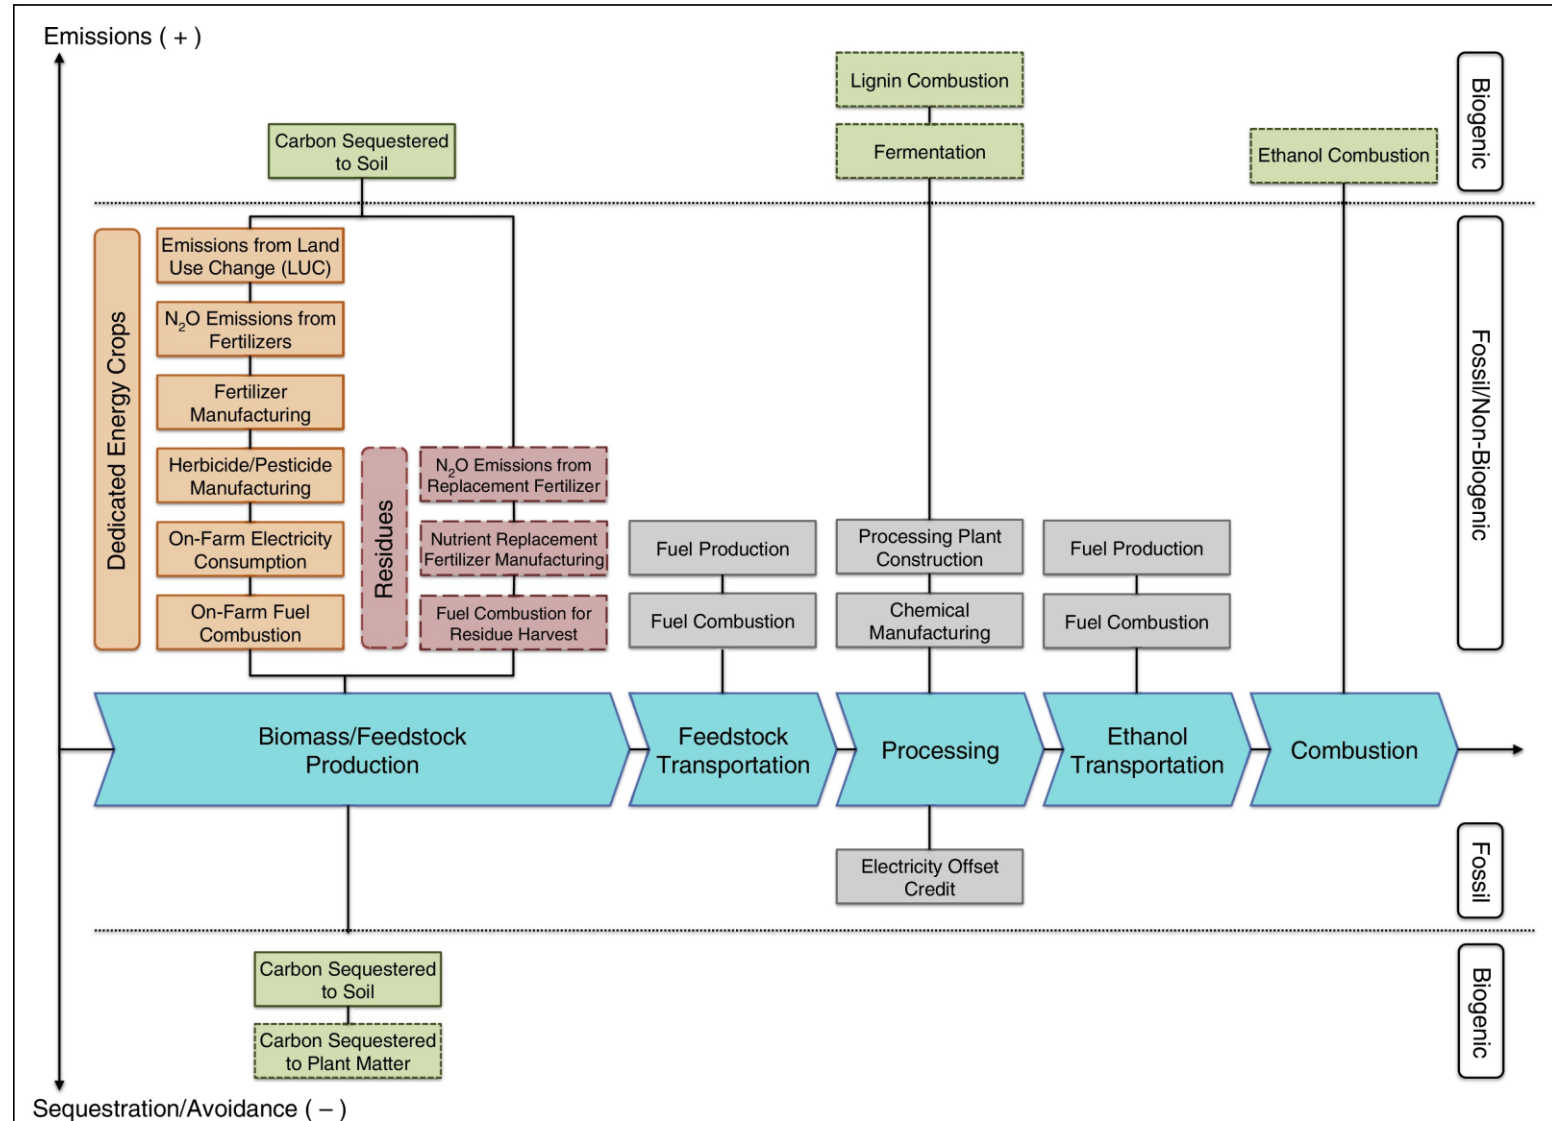 Emissions ( + )
Lignin Combustion
Fermentation
Carbon Sequestered
to Soil
Ethanol Combustion
Biogenic
Dedicated Energy Crops
Emissions from Land
Use Change (LUC)
N₂O Emissions from
Fertilizers
Fertilizer
Manufacturing
Herbicide/Pesticide
Manufacturing
On-Farm Electricity
Consumption
On-Farm Fuel
Combustion
Residues
N₂O Emissions from
Replacement Fertilizer
Nutrient Replacement
Fertilizer Manufacturing
Fuel Combustion for
Residue Harvest
Fuel Production
Fuel Combustion
Processing Plant
Construction
Chemical
Manufacturing
Fuel Production
Fuel Combustion
Fossil/Non-Biogenic
Biomass/Feedstock
Production
Feedstock
Transportation
Processing
Ethanol
Transportation
Combustion
Electricity Offset
Credit
Fossil
Carbon Sequestered
to Soil
Carbon Sequestered
to Plant Matter
Biogenic
Sequestration/Avoidance ( – )